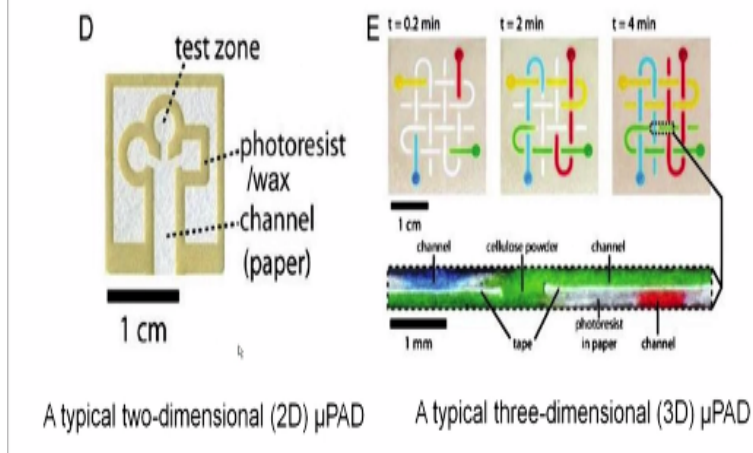 D
test zone
photoresist
/wax
channel
(paper)
1 cm
A typical two-dimensional (2D) µPAD
E
t = 0.2 min
t = 2 min
t = 4 min
1 cm
channel
cellulose powder
channel
1 mm
tape
photoresist
in paper
channel
A typical three-dimensional (3D) µPAD